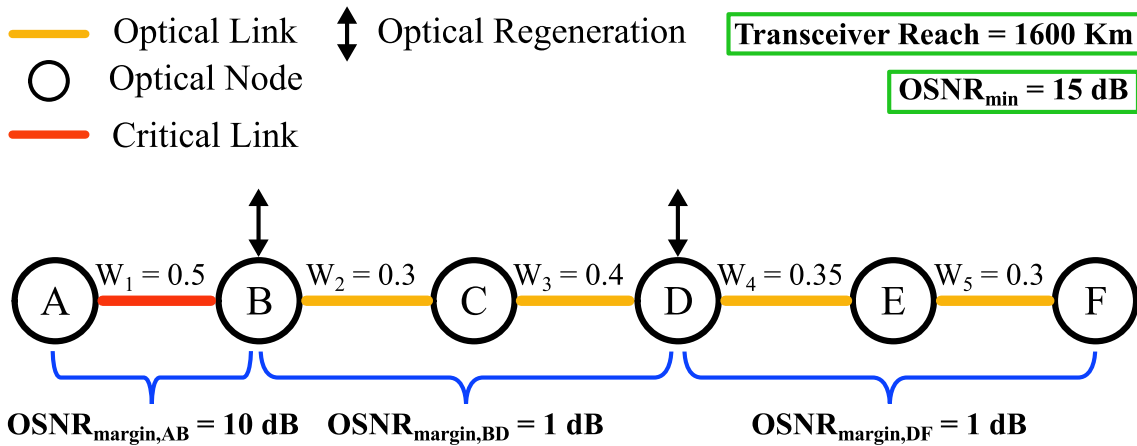 Optical Link
Optical Regeneration
Transceiver Reach = 1600 Km
Optical Node
OSNRmin = 15 dB
Critical Link
A
W1 = 0.5
B
W2 = 0.3
C
W3 = 0.4
D
W4 = 0.35
E
W5 = 0.3
F
OSNRmargin,AB = 10 dB
OSNRmargin,BD = 1 dB
OSNRmargin,DF = 1 dB